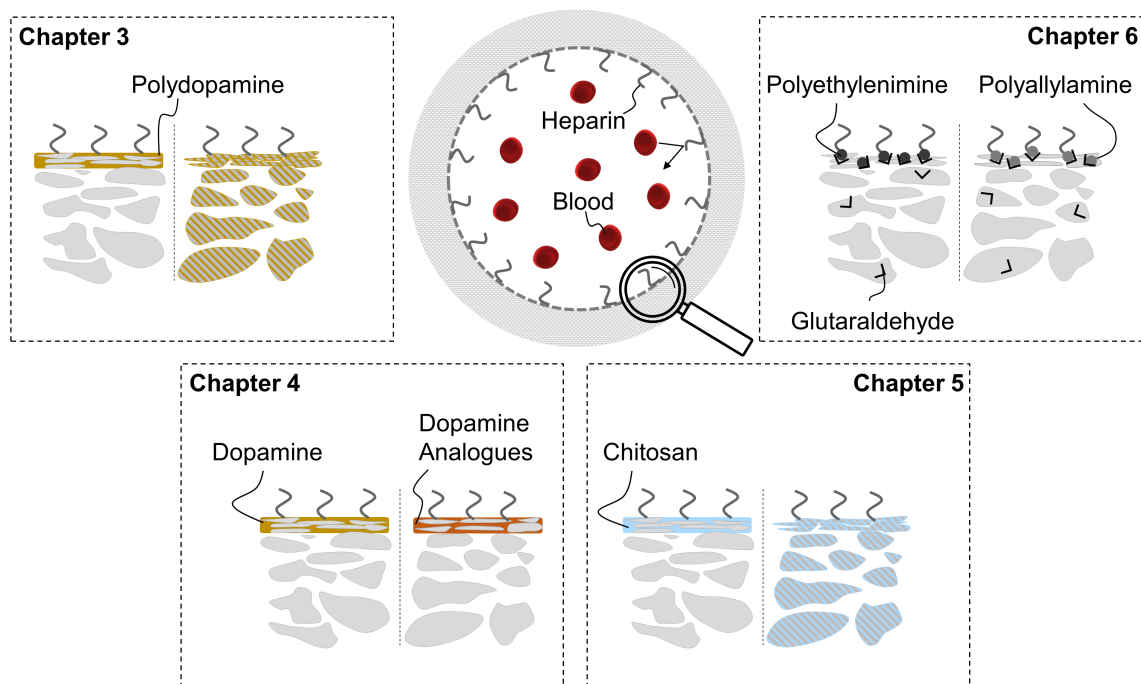 Chapter 3
Polydopamine
Heparin
Blood
Chapter 6
Polyethylenimine
Polyallylamine
Glutaraldehyde
Chapter 4
Dopamine
Dopamine
Analogues
Chapter 5
Chitosan